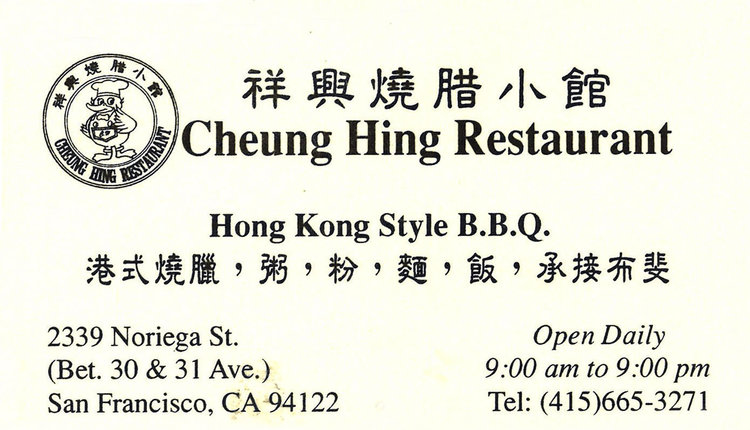 祥興燒腊小館
CHEUNG HING RESTAURANT
祥興燒腊小館
Cheung Hing Restaurant
Hong Kong Style B.B.Q.
港式燒臘，粥，粉，麵，飯，承接布斐
2339 Noriega St.
(Bet. 30 & 31 Ave.)
San Francisco, CA 94122
Open Daily
9:00 am to 9:00 pm
Tel: (415)665-3271